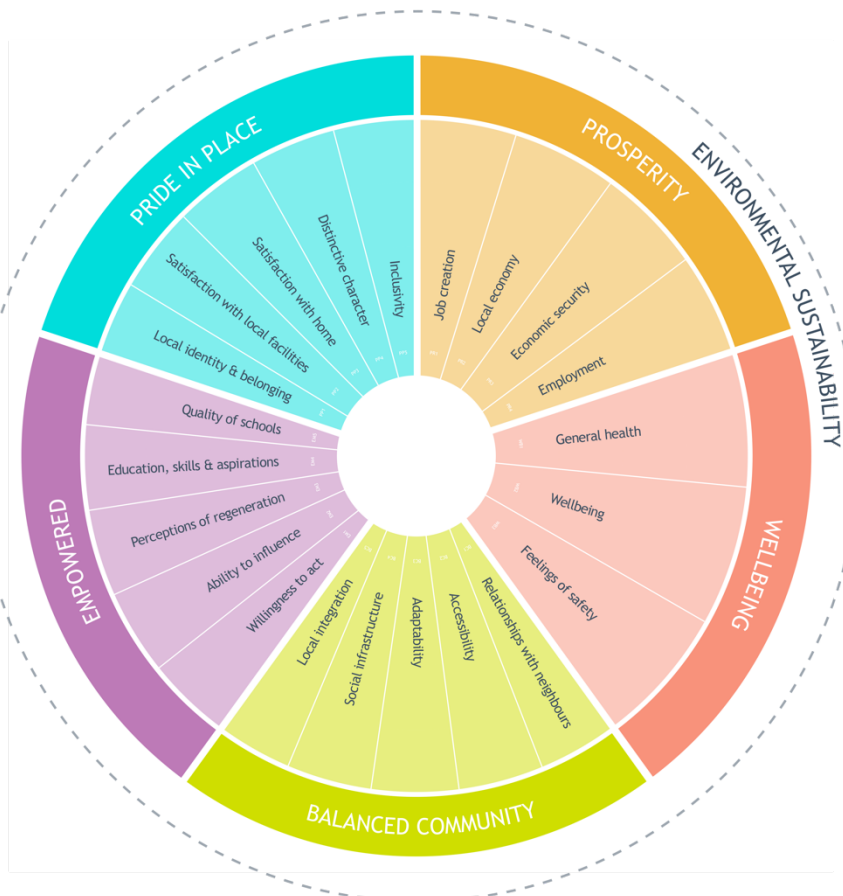 PRIDE IN PLACE
Local identity & belonging
Satisfaction with local facilities
Satisfaction with home
Distinctive character
Inclusivity
PROSPERITY
Job creation
Local economy
Economic security
Employment
ENVIRONMENTAL SUSTAINABILITY
WELLBEING
General health
Wellbeing
Feelings of safety
BALANCED COMMUNITY
Relationships with neighbours
Accessibility
Adaptability
Social infrastructure
Local integration
EMPOWERED
Willingness to act
Ability to influence
Perceptions of regeneration
Education, skills & aspirations
Quality of schools